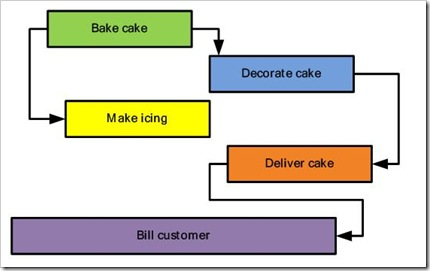 Bake cake
Decorate cake
Make icing
Deliver cake
Bill customer